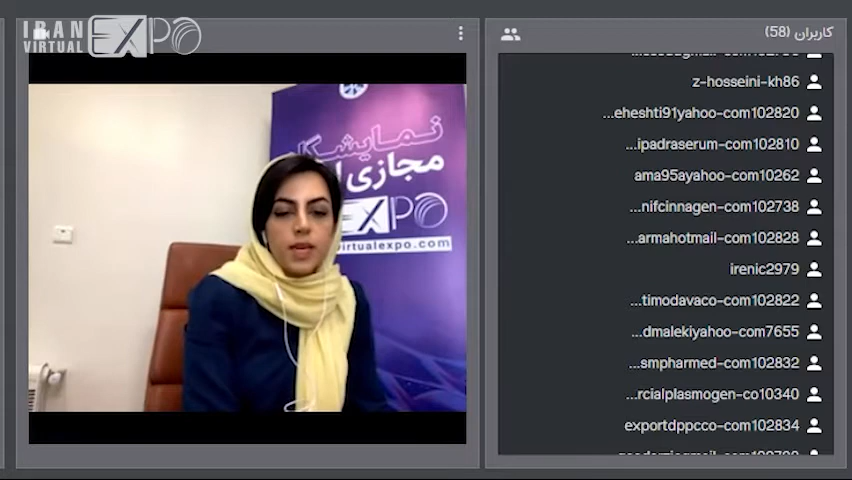 IRAN
VIRTUAL EXPO
نمایشگاه
مجازی
EXPO
virtualexpo.com
کاربران (58)
z-hosseini-kh86
...eheshti91yahoo-com102820
...ipadraserum-com102810
ama95ayahoo-com10262
...nifcinnagen-com102738
...armahotmail-com102828
irenic2979
...timodavaco-com102822
...dmalekiyahoo-com7655
...smpharmed-com102832
...rcialplasmogen-co10340
exportdppcco-com102834